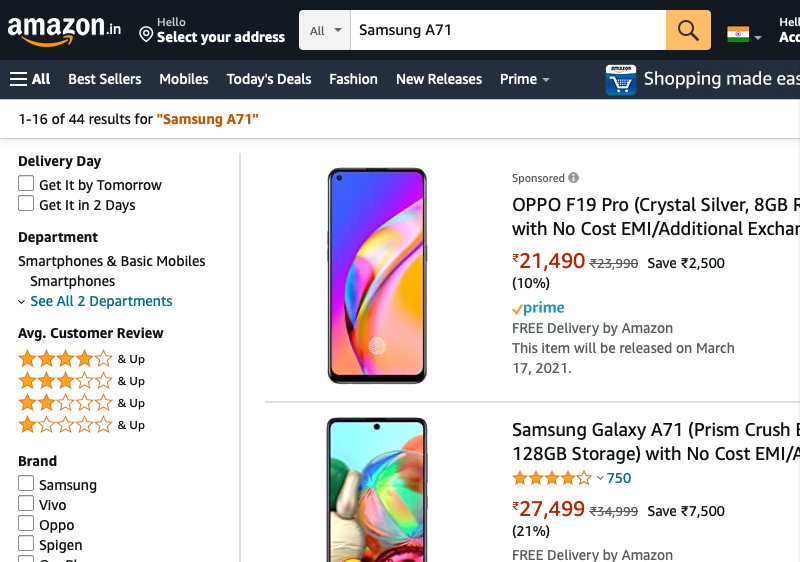 amazon.in
Hello
Select your address
All
Samsung A71
Hell
Acc
All
Best Sellers
Mobiles
Today's Deals
Fashion
New Releases
Prime
amazon
Shopping made eas
1-16 of 44 results for "Samsung A71"
Delivery Day
Get It by Tomorrow
Get It in 2 Days
Department
Smartphones & Basic Mobiles
Smartphones
See All 2 Departments
Avg. Customer Review
& Up
& Up
& Up
& Up
Brand
Samsung
Vivo
Oppo
Spigen
Sponsored
OPPO F19 Pro (Crystal Silver, 8GB R
with No Cost EMI/Additional Exchan
₹21,490 ₹23,990 Save ₹2,500
(10%)
prime
FREE Delivery by Amazon
This item will be released on March
17, 2021.
Samsung Galaxy A71 (Prism Crush B
128GB Storage) with No Cost EMI/A
750
₹27,499 ₹34,999 Save ₹7,500
(21%)
FREE Delivery by Amazon